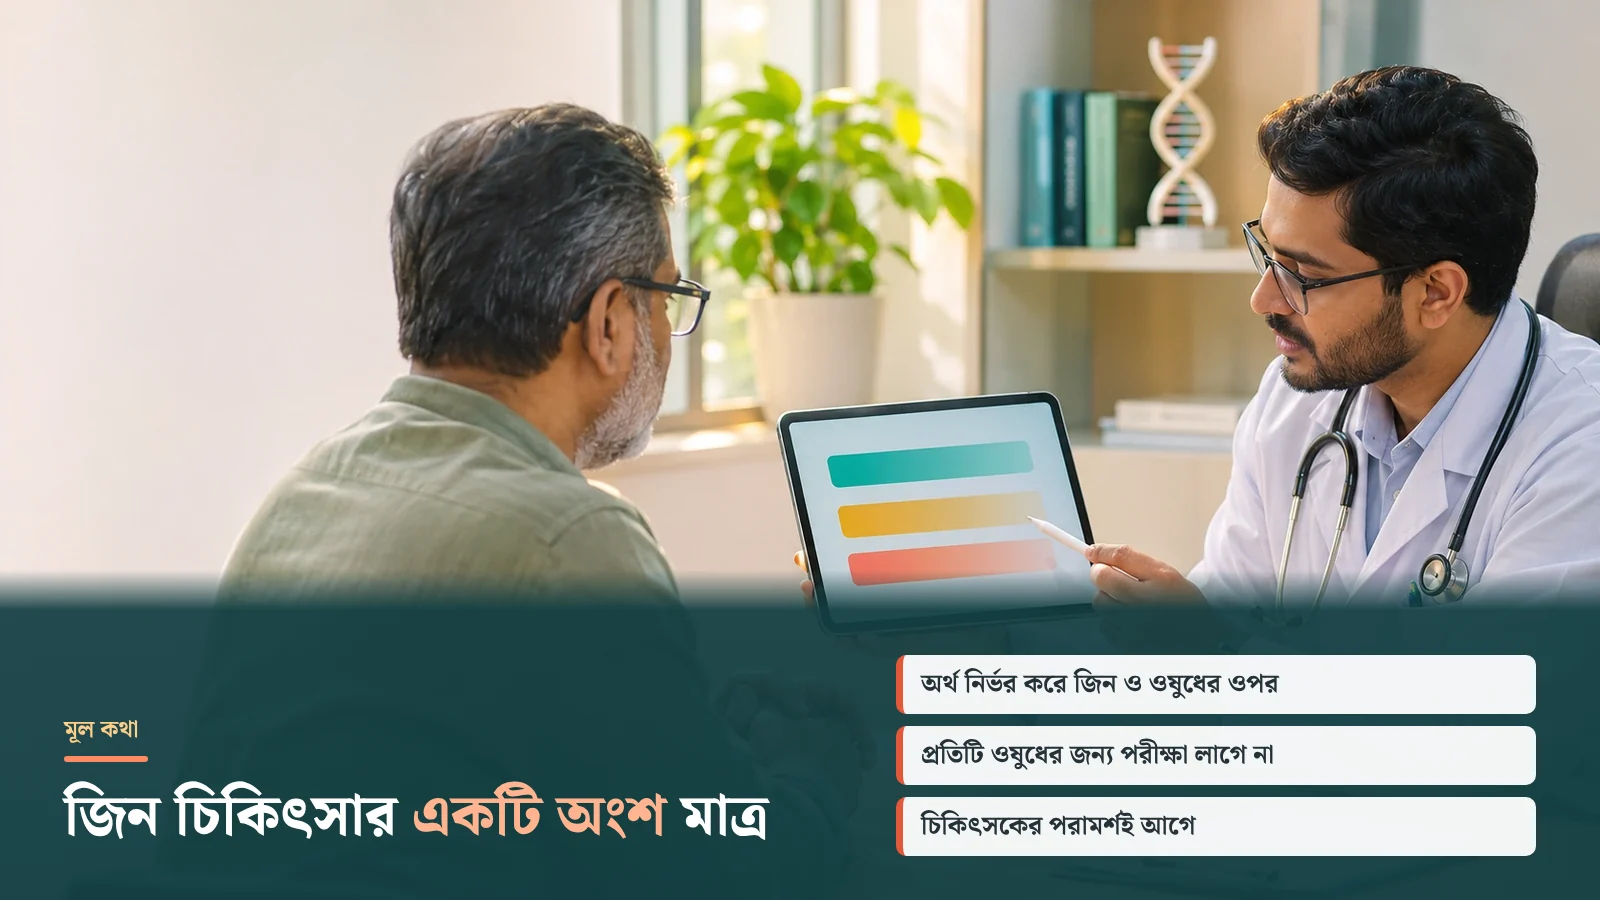 মূল কথা
জিন চিকিৎসার একটি অংশ মাত্র
অর্থ নির্ভর করে জিন ও ওষুধের ওপর
প্রতিটি ওষুধের জন্য পরীক্ষা লাগে না
চিকিৎসকের পরামর্শই আগে